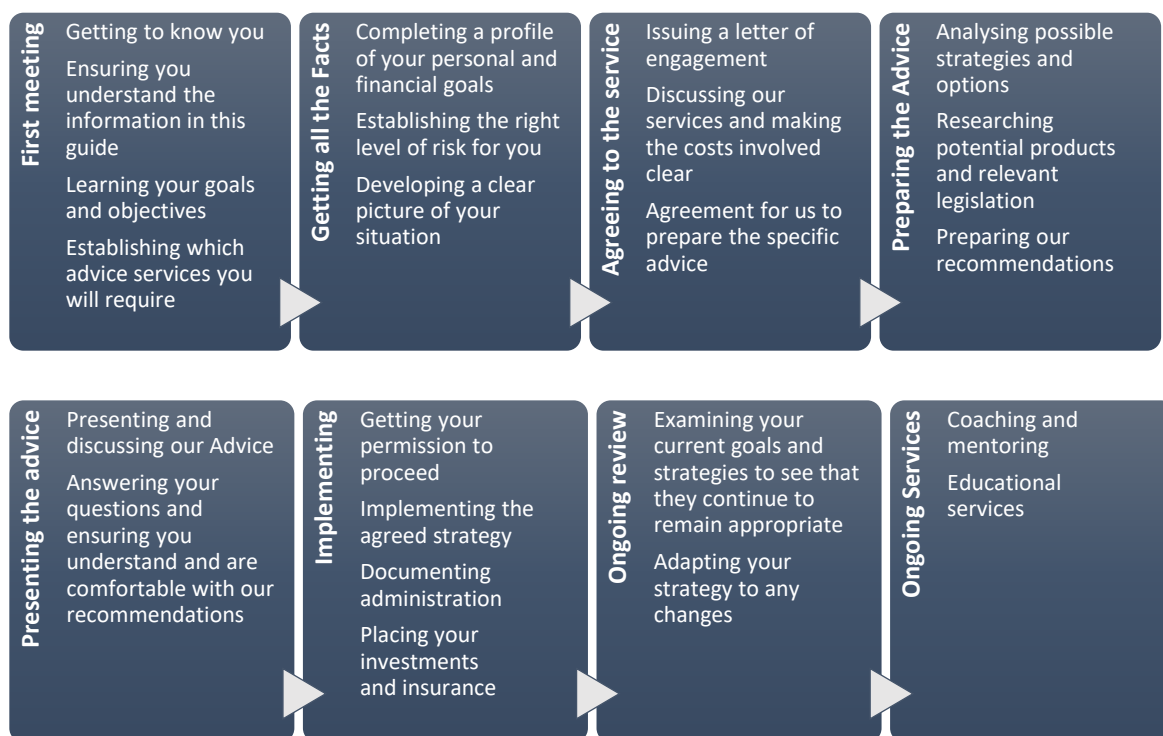 First meeting
Getting to know you
Ensuring you
understand the
information in this
guide
Learning your goals
and objectives
Establishing which
advice services you
will require
Getting all the Facts
Completing a profile
of your personal and
financial goals
Establishing the right
level of risk for you
Developing a clear
picture of your
situation
Agreeing to the service
Issuing a letter of
engagement
Discussing our
services and making
the costs involved
clear
Agreement for us to
prepare the specific
advice
Preparing the Advice
Analysing possible
strategies and
options
Researching
potential products
and relevant
legislation
Preparing our
recommendations
Presenting the advice
Presenting and
discussing our Advice
Answering your
questions and
ensuring you
understand and are
comfortable with our
recommendations
Implementing
Getting your
permission to
proceed
Implementing the
agreed strategy
Documenting
administration
Placing your
investments
and insurance
Ongoing review
Examining your
current goals and
strategies to see that
they continue to
remain appropriate
Adapting your
strategy to any
changes
Ongoing Services
Coaching and
mentoring
Educational
services